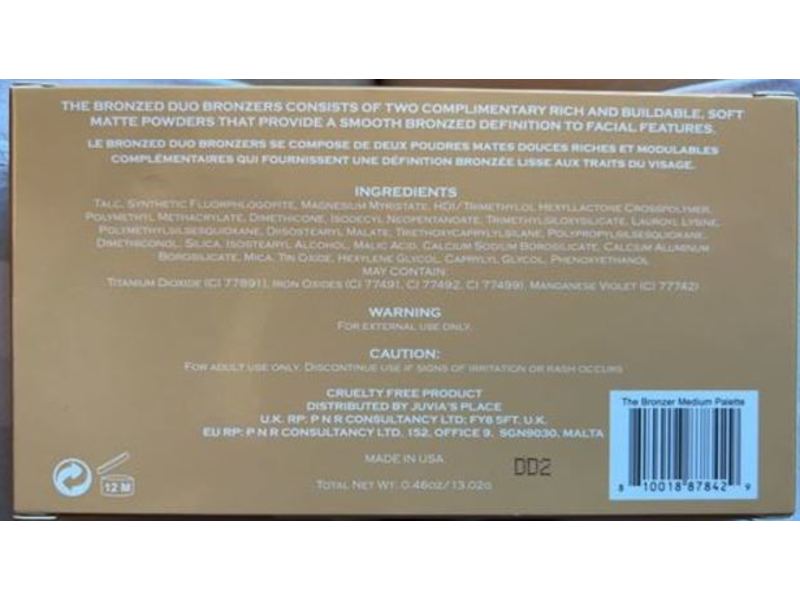 THE BRONZED DUO BRONZERS CONSISTS OF TWO COMPLIMENTARY RICH AND BUILDABLE, SOFT
MATTE POWDERS THAT PROVIDE A SMOOTH BRONZED DEFINITION TO FACIAL FEATURES.
LE BRONZED DUO BRONZERS SE COMPOSE DE DEUX POUDRES MATES DOUCES RICHES ET MODULABLES
COMPLÉMENTAIRES QUI FOURNISSENT UNE DÉFINITION BRONZÉE LISSE AUX TRAITS DU VISAGE.
INGREDIENTS
TALC, SYNTHETIC FLUORPHLOGOPITE, MAGNESIUM MYRISTATE, HDI/TRIMETHYLOL HEXYLLACTONE CROSSPOLYMER,
POLYMETHYL METHACRYLATE, DIMETHICONE, ISODECYL NEOPENTANOATE, TRIMETHYLSILOXYSILICATE, LAUROYL LYSINE,
POLYMETHYLSILSESQUIOXANE, DIISOSTEARYL MALATE, TRIETHOXYCAPRYLYLSILANE, POLYPROPYLSILSESQUIOXANE,
DIMETHICONOL, SILICA, ISOSTEARYL ALCOHOL, MALIC ACID, CALCIUM SODIUM BOROSILICATE, CALCIUM ALUMINUM
BOROSILICATE, MICA, TIN OXIDE, HEXYLENE GLYCOL, CAPRYLYL GLYCOL, PHENOXYETHANOL
MAY CONTAIN:
TITANIUM DIOXIDE (CI 77891), IRON OXIDES (CI 77491, CI 77492, CI 77499), MANGANESE VIOLET (CI 77742)
WARNING
FOR EXTERNAL USE ONLY.
CAUTION:
FOR ADULT USE ONLY. DISCONTINUE USE IF SIGNS OF IRRITATION OR RASH OCCURS
CRUELTY FREE PRODUCT
DISTRIBUTED BY JUVIA'S PLACE
U.K. RP: P N R CONSULTANCY LTD: FY8 5FT. U.K.
EU RP: P N R CONSULTANCY LTD. 152, OFFICE 9, SGN9030, MALTA
MADE IN USA
DD2
TOTAL NET WT: 0.46OZ/13.02G
12 M
The Bronzer Medium Palette
8 10018 87842 9